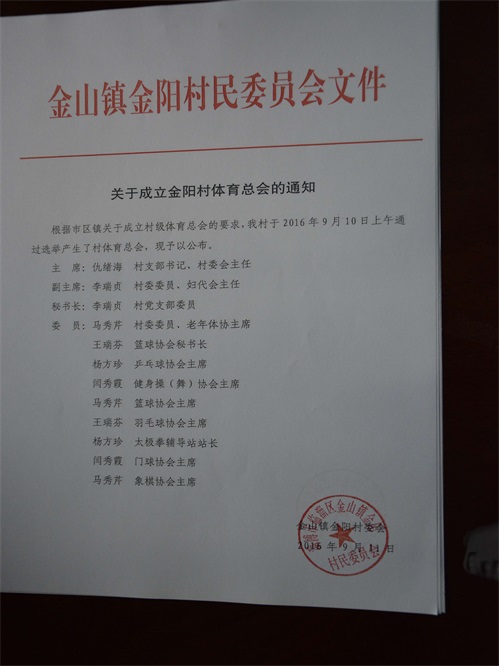 金山镇金阳村民委员会文件
关于成立金阳村体育总会的通知
根据市区镇关于成立村级体育总会的要求，我村于2016年9月10日上午通
过选举产生了村体育总会，现予以公布。
主 席：仇绪海 村支部书记、村委会主任
副主席：李瑞贞 村委委员、妇代会主任
秘书长：李瑞贞 村党支部委员
委 员：马秀芹 村委委员、老年体协主席
王瑞芬 篮球协会秘书长
杨方珍 乒乓球协会主席
闫秀霞 健身操（舞）协会主席
马秀芹 篮球协会主席
王瑞芬 羽毛球协会主席
杨方珍 太极拳辅导站站长
闫秀霞 门球协会主席
马秀芹 象棋协会主席
金山镇金阳村委会
2016年9月11日
村民委员会